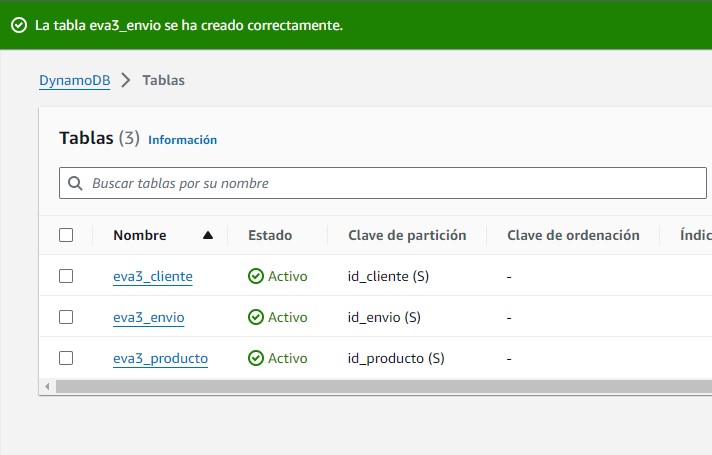 La tabla eva3_envio se ha creado correctamente.
DynamoDB > Tablas
Tablas (3) Información
Buscar tablas por su nombre
Nombre Estado Clave de partición Clave de ordenación Índic
eva3_cliente Activo id_cliente (S) -
eva3_envio Activo id_envio (S) -
eva3_producto Activo id_producto (S) -